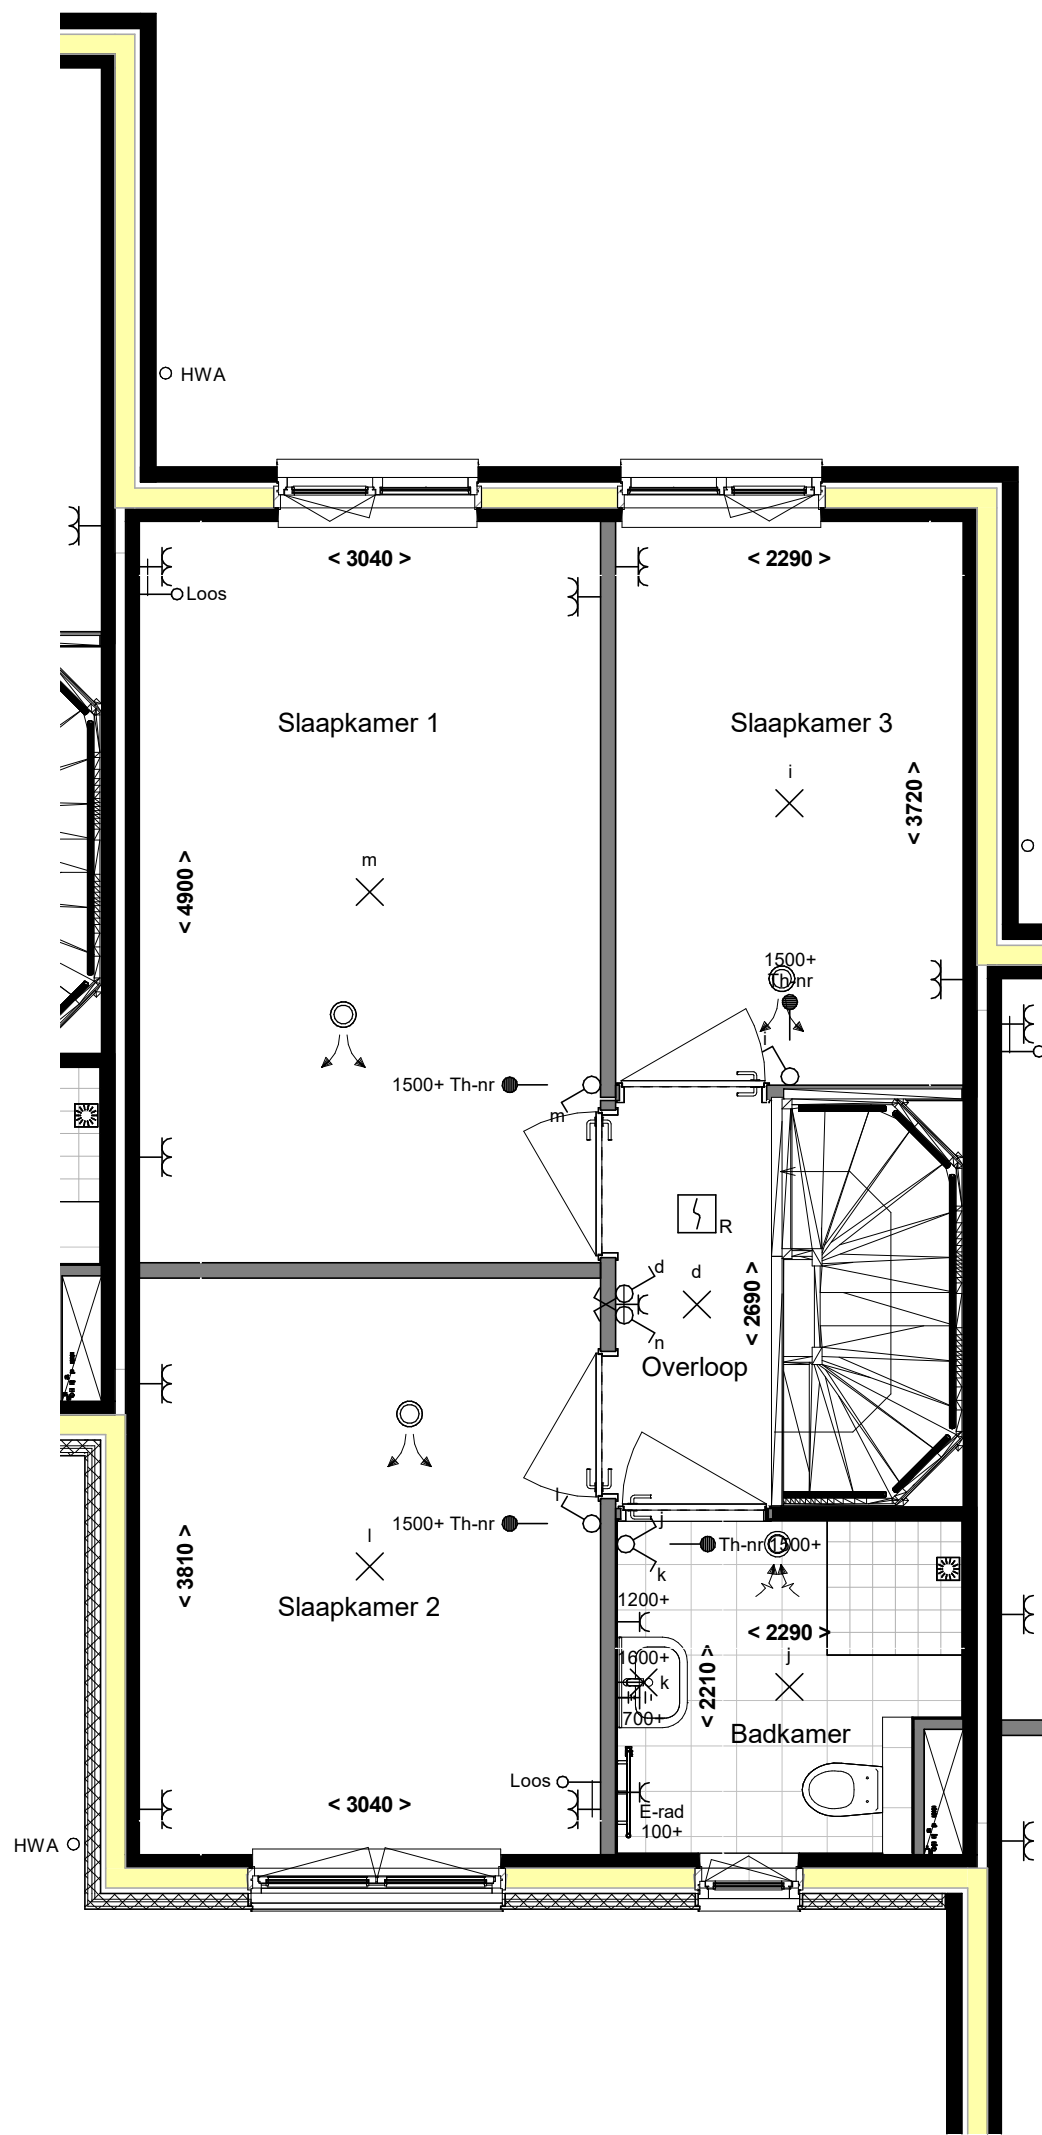 HWA
< 3040 >
< 2290 >
Loos
Slaapkamer 1
Slaapkamer 3
i
< 3720 >
m
< 4900 >
1500+
Th-nr
i
1500+ Th-nr
m
R
d
d
< 2690 >
n
Overloop
l
j
1500+ Th-nr
Th-nr 1500+
l
k
< 3810 >
1200+
Slaapkamer 2
< 2290 >
1600+
j
k
< 2210 >
700+
Badkamer
Loos
< 3040 >
E-rad
100+
HWA